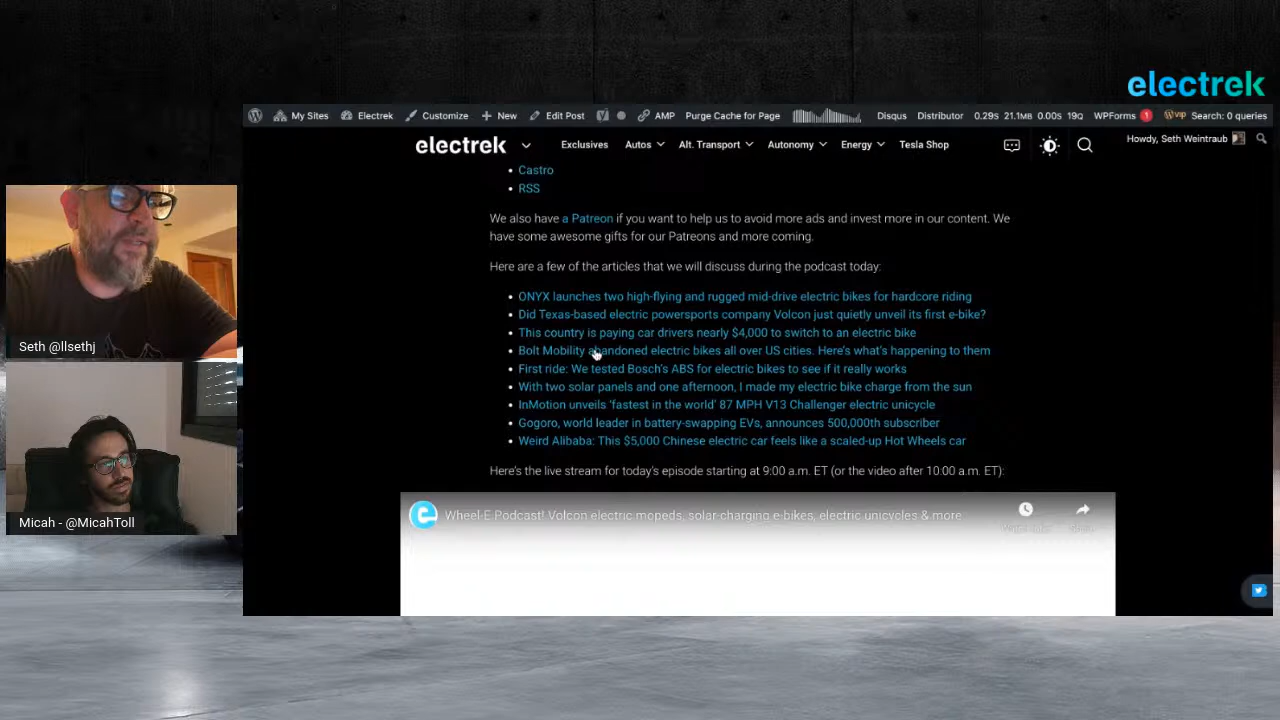 electrek
My Sites Electrek Customize New Edit Post AMP Purge Cache for Page Disqus Distributor 0.29s 21.1MB 0.00s 19Q WPForms 1 VIP Search: 0 queries
electrek Exclusives Autos Alt. Transport Autonomy Energy Tesla Shop Howdy, Seth Weintraub
• Castro
• RSS
We also have a Patreon if you want to help us to avoid more ads and invest more in our content. We
have some awesome gifts for our Patreons and more coming.
Here are a few of the articles that we will discuss during the podcast today:
• ONYX launches two high-flying and rugged mid-drive electric bikes for hardcore riding
• Did Texas-based electric powersports company Volcon just quietly unveil its first e-bike?
• This country is paying car drivers nearly $4,000 to switch to an electric bike
• Bolt Mobility abandoned electric bikes all over US cities. Here's what's happening to them
• First ride: We tested Bosch's ABS for electric bikes to see if it really works
• With two solar panels and one afternoon, I made my electric bike charge from the sun
• InMotion unveils 'fastest in the world' 87 MPH V13 Challenger electric unicycle
• Gogoro, world leader in battery-swapping EVs, announces 500,000th subscriber
• Weird Alibaba: This $5,000 Chinese electric car feels like a scaled-up Hot Wheels car
Here's the live stream for today's episode starting at 9:00 a.m. ET (or the video after 10:00 a.m. ET):
Wheel-E Podcast! Volcon electric mopeds, solar-charging e-bikes, electric unicycles & more
Seth @llsethj
Micah - @MicahToll